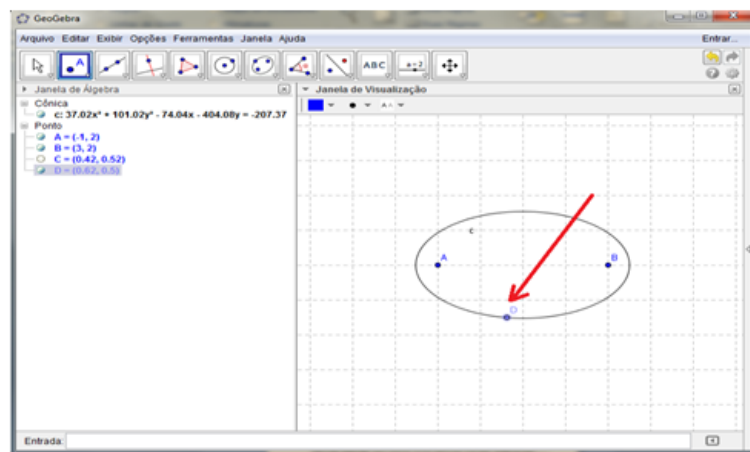 GeoGebra
Arquivo Editar Exibir Opções Ferramentas Janela Ajuda
Entrar...
A
ABC
a=2
Janela de Álgebra
Cônica
c: 37.02x² + 101.02y² - 74.04x - 404.08y = -207.37
Ponto
A = (-1, 2)
B = (3, 2)
C = (0.42, 0.52)
D = (0.62, 0.5)
Janela de Visualização
c
A
B
D
Entrada: